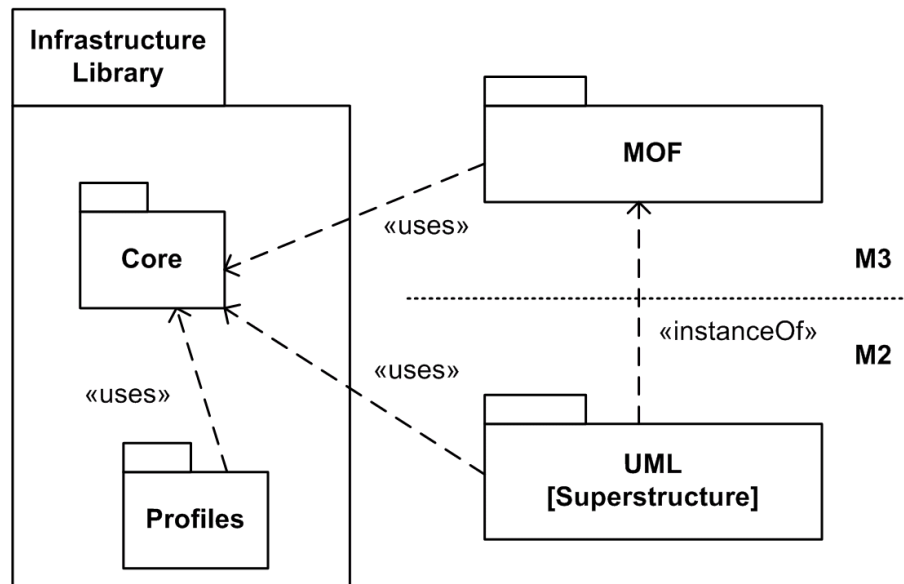 Infrastructure
Library
MOF
«uses»
Core
M3
«instanceOf»
M2
«uses»
«uses»
UML
[Superstructure]
Profiles